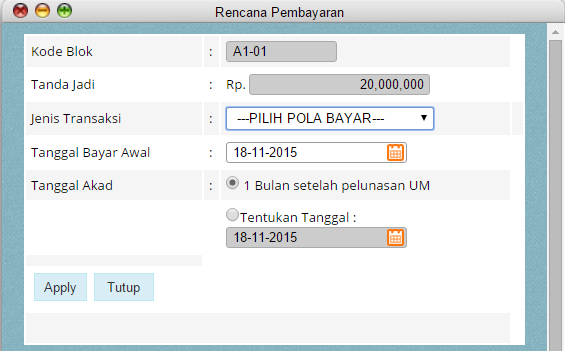 Rencana Pembayaran
Kode Blok : A1-01
Tanda Jadi : Rp. 20,000,000
Jenis Transaksi : ---PILIH POLA BAYAR---
Tanggal Bayar Awal : 18-11-2015
Tanggal Akad : 1 Bulan setelah pelunasan UM
Tentukan Tanggal :
18-11-2015
Apply Tutup